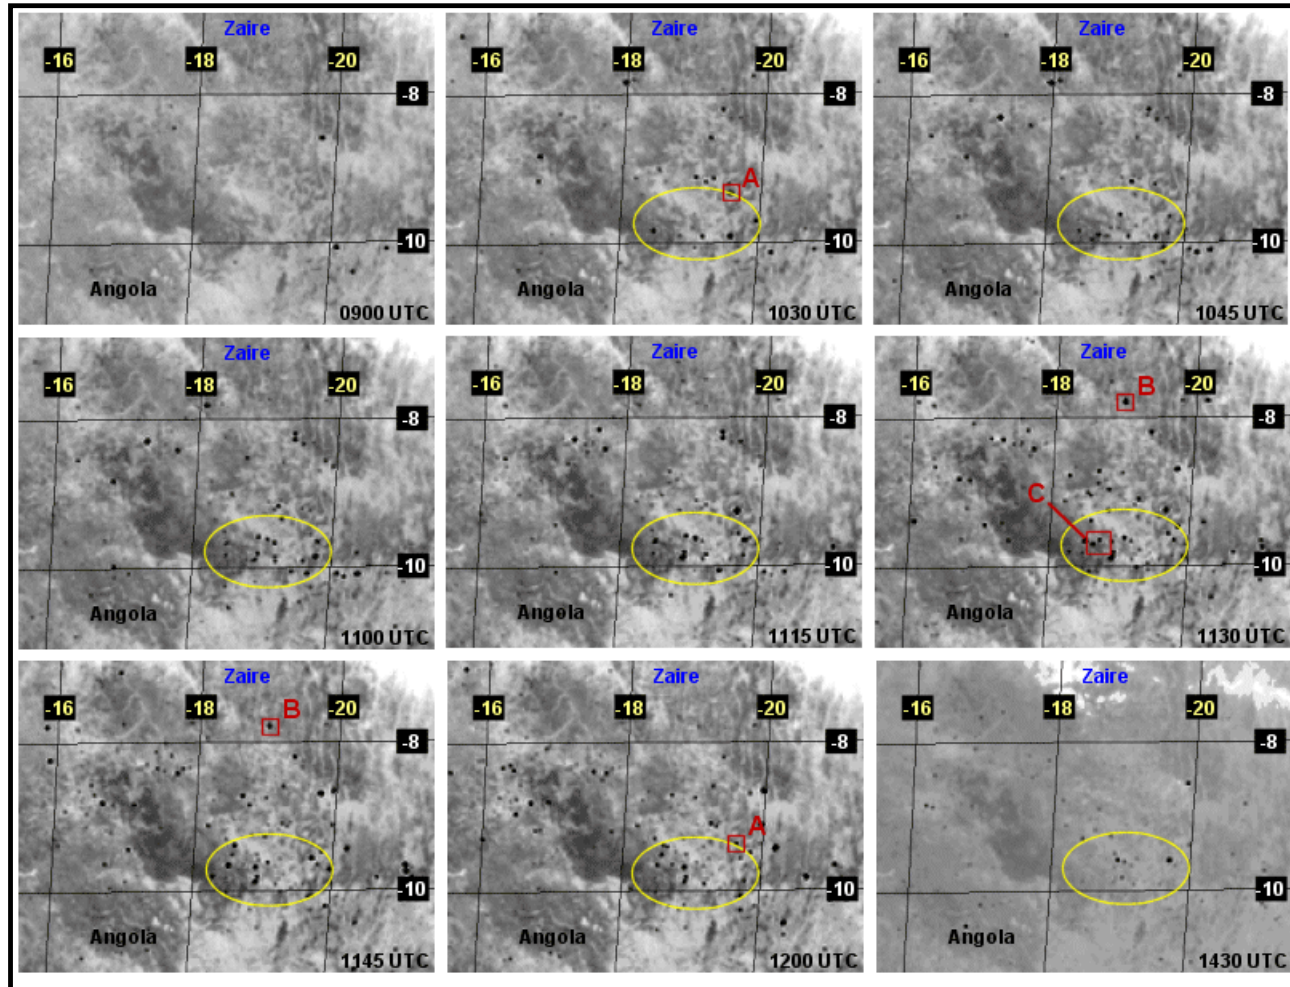 Zaire
-16 -18 -20
-8
-10
Angola
0900 UTC
Zaire
-16 -18 -20
-8
A
-10
Angola
1030 UTC
Zaire
-16 -18 -20
-8
-10
Angola
1045 UTC
Zaire
-16 -18 -20
-8
-10
Angola
1100 UTC
Zaire
-16 -18 -20
-8
-10
Angola
1115 UTC
Zaire
-16 -18 -20
B
-8
C
-10
Angola
1130 UTC
Zaire
-16 -18 -20
B
-8
-10
Angola
1145 UTC
Zaire
-16 -18 -20
-8
A
-10
Angola
1200 UTC
Zaire
-16 -18 -20
-8
-10
Angola
1430 UTC